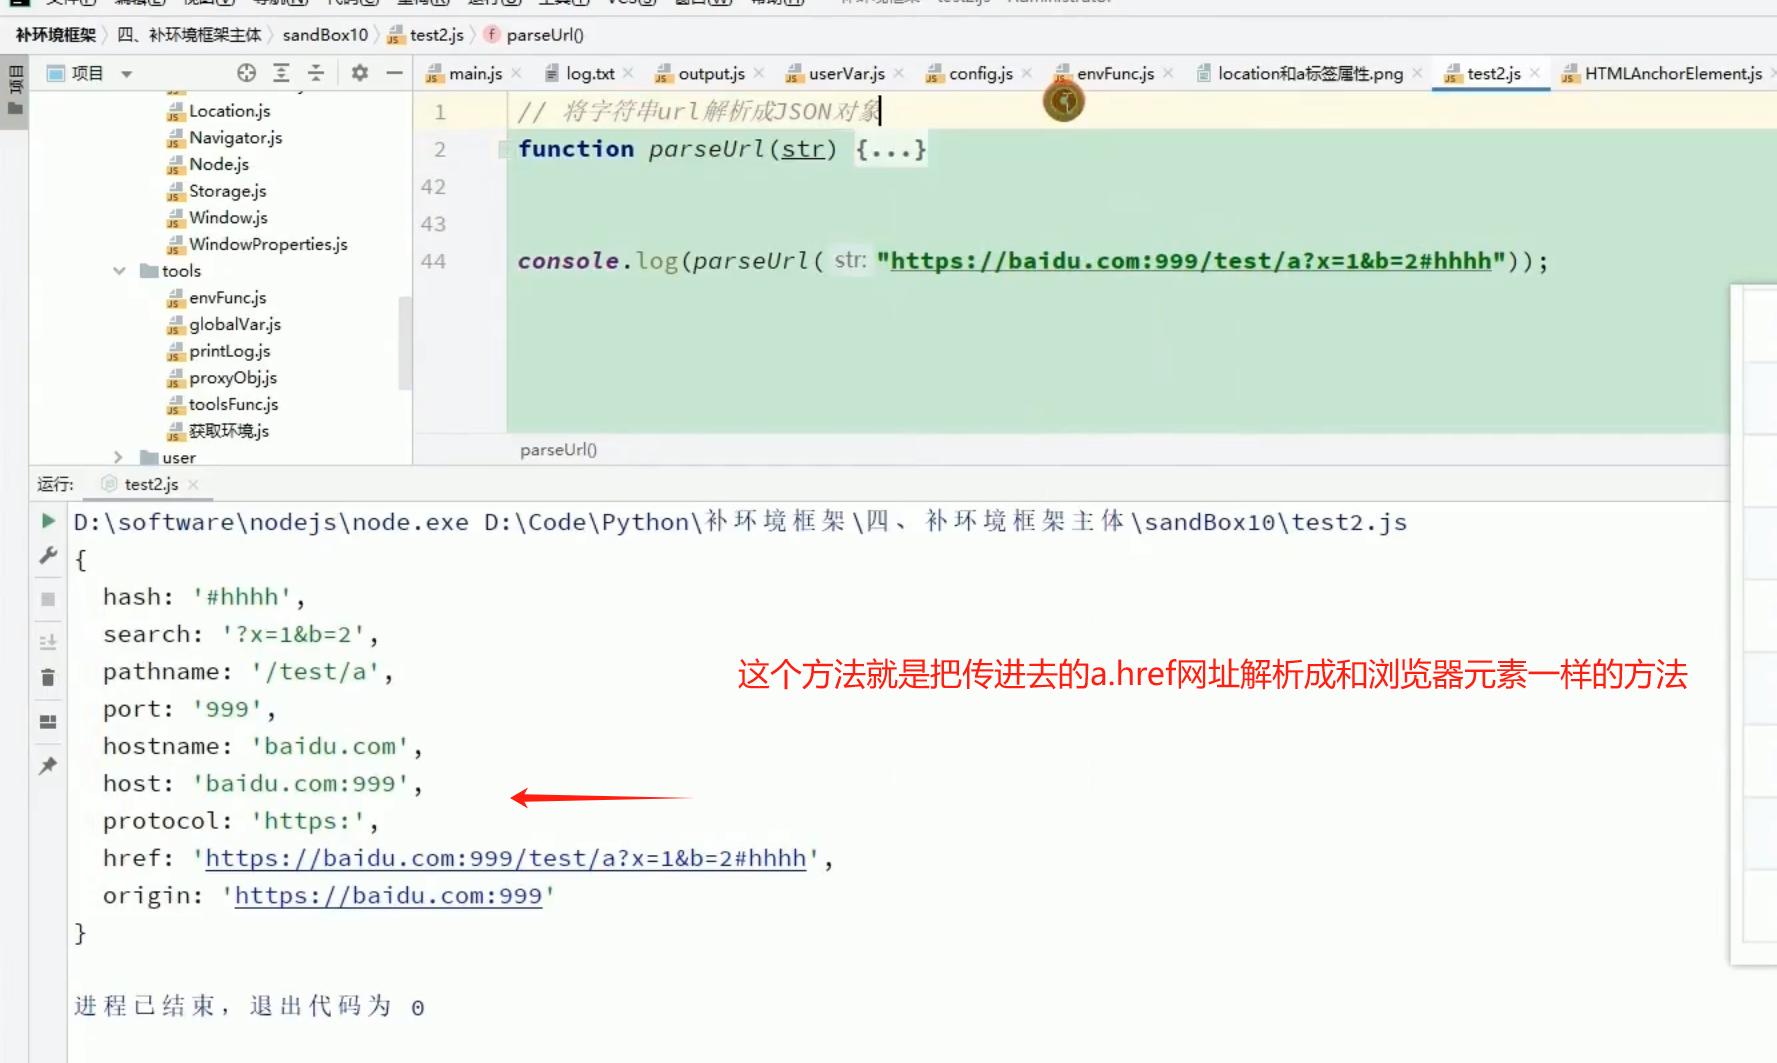 补环境框架 〉 四、补环境框架主体 〉 sandBox10 〉 test2.js 〉 parseUrl()
项目
项目
main.js
log.txt
output.js
userVar.js
config.js
envFunc.js
location和a标签属性.png
test2.js
HTMLAnchorElement.js
Location.js
Navigator.js
Node.js
Storage.js
Window.js
WindowProperties.js
tools
envFunc.js
globalVar.js
printLog.js
proxyObj.js
toolsFunc.js
获取环境.js
user
1 // 将字符串url解析成JSON对象
2 function parseUrl(str) {...}
42
43
44 console.log(parseUrl( str: "https://baidu.com:999/test/a?x=1&b=2#hhhh"));
parseUrl()
运行: test2.js
D:\software\nodejs\node.exe D:\Code\Python\补环境框架\四、补环境框架主体\sandBox10\test2.js
{
hash: '#hhhh',
search: '?x=1&b=2',
pathname: '/test/a',
port: '999',
hostname: 'baidu.com',
host: 'baidu.com:999',
protocol: 'https:',
href: 'https://baidu.com:999/test/a?x=1&b=2#hhhh',
origin: 'https://baidu.com:999'
}
这个方法就是把传进去的a.href网址解析成和浏览器元素一样的方法
进程已结束，退出代码为 0